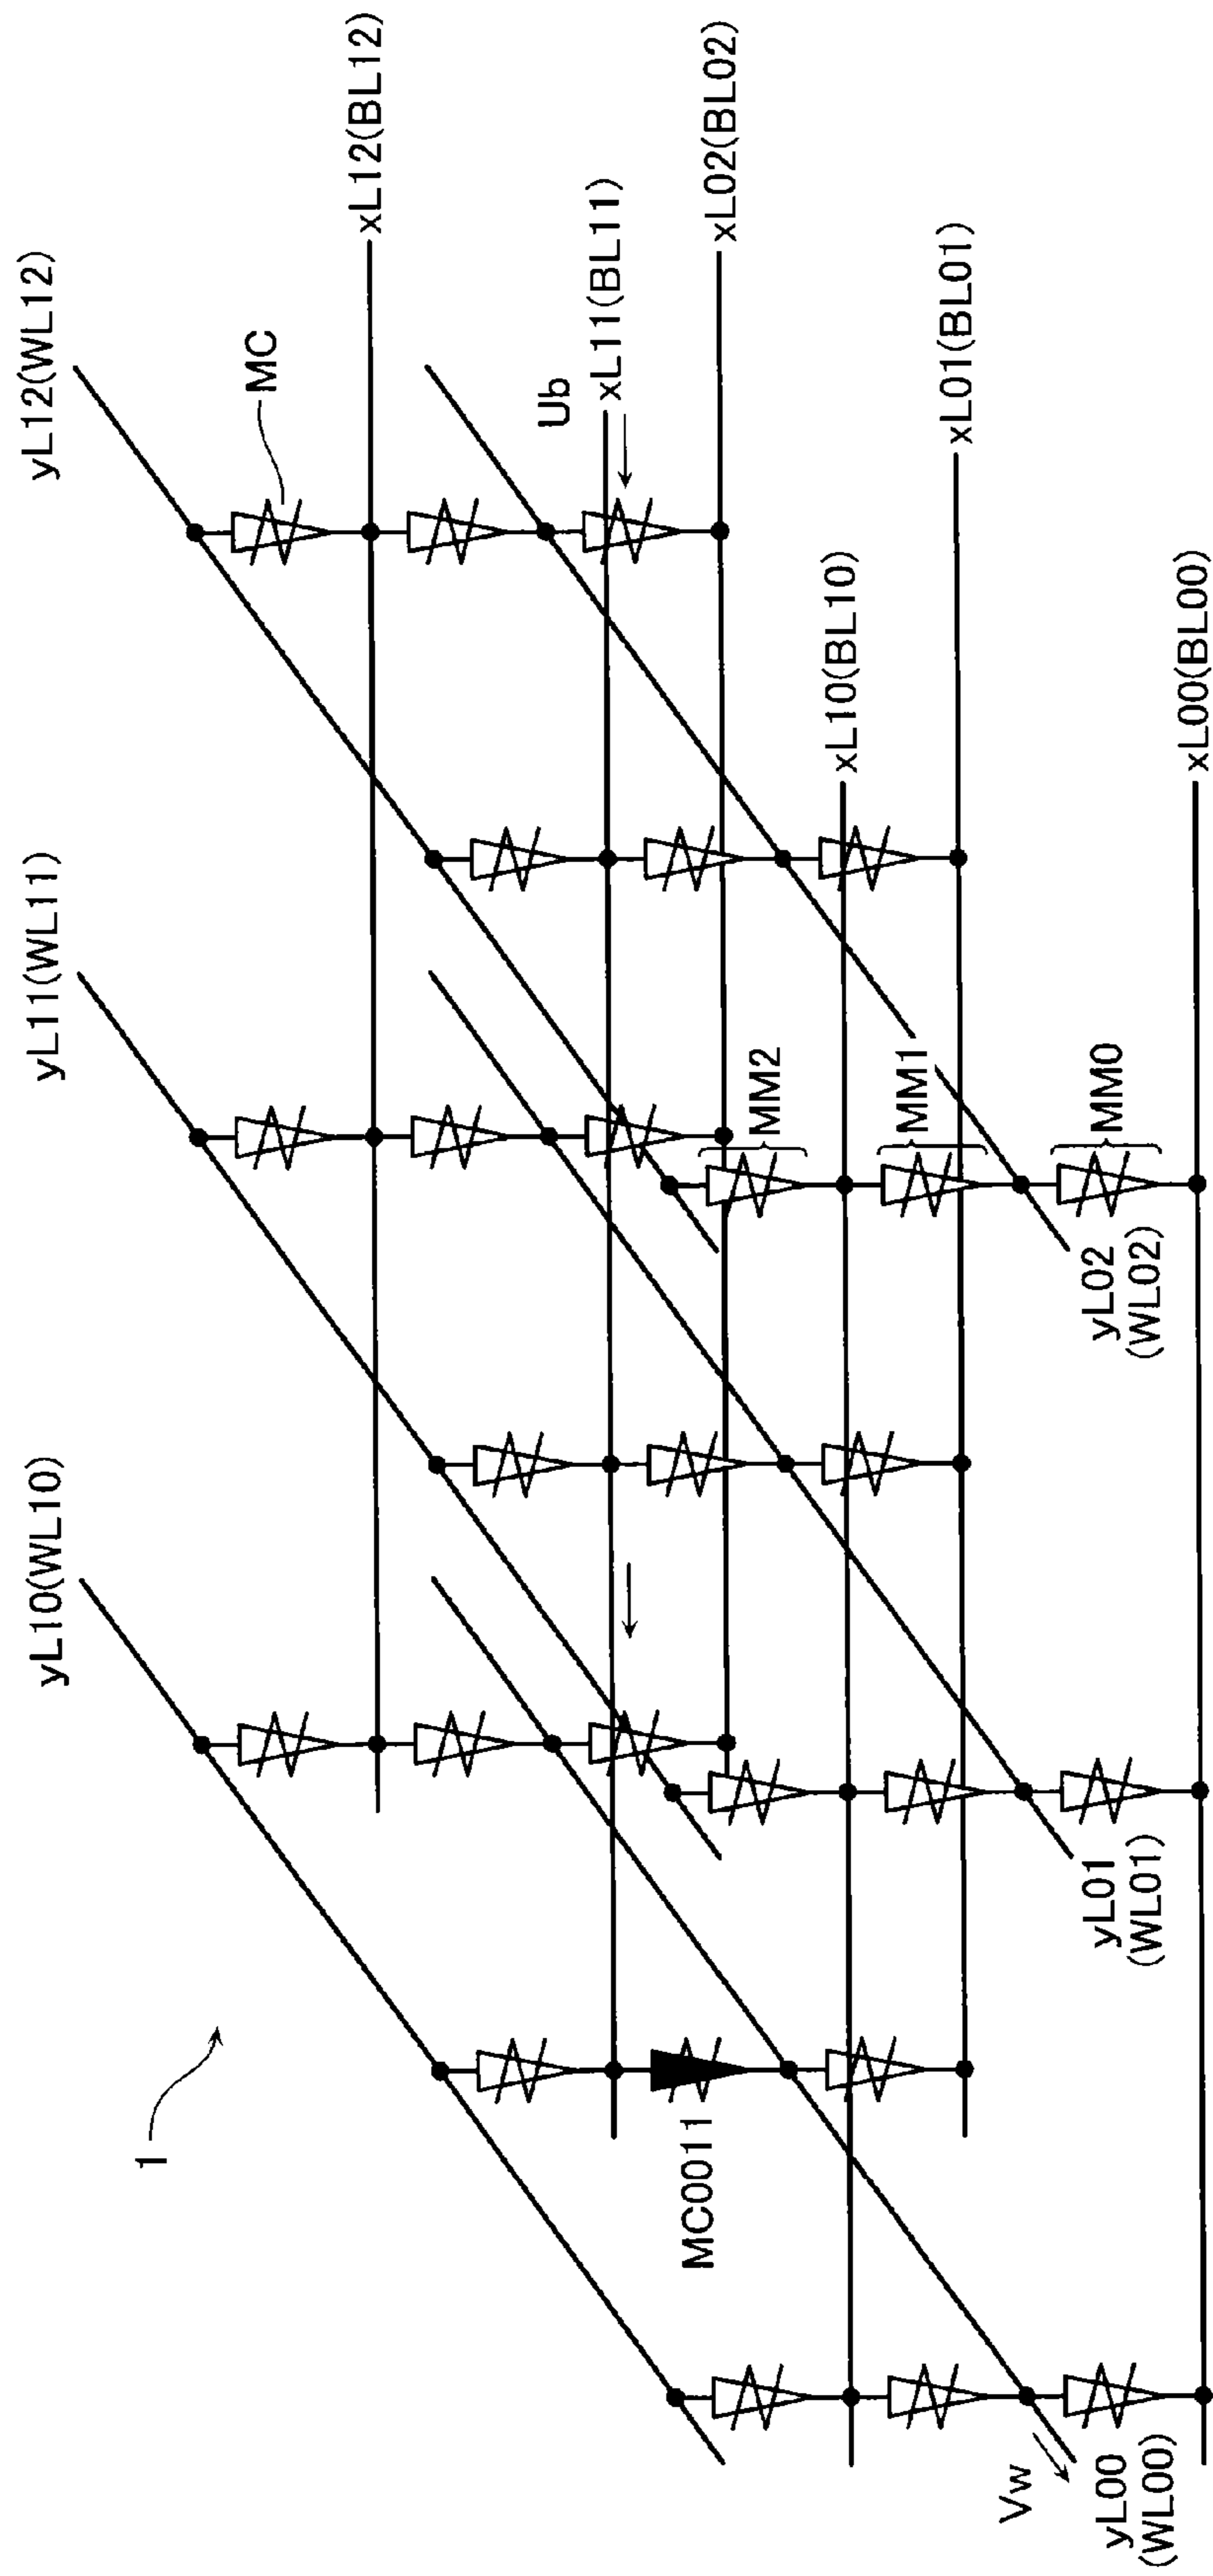 yL12(WL12)
xL12(BL12)
MC
Ub
xL11(BL11)
xL02(BL02)
xL01(BL01)
yL11(WL11)
xL10(BL10)
xL00(BL00)
MM2
MM1
MM0
yL02
(WL02)
yL10(WL10)
yL01
(WL01)
1
MC0011
Vw
yL00
(WL00)